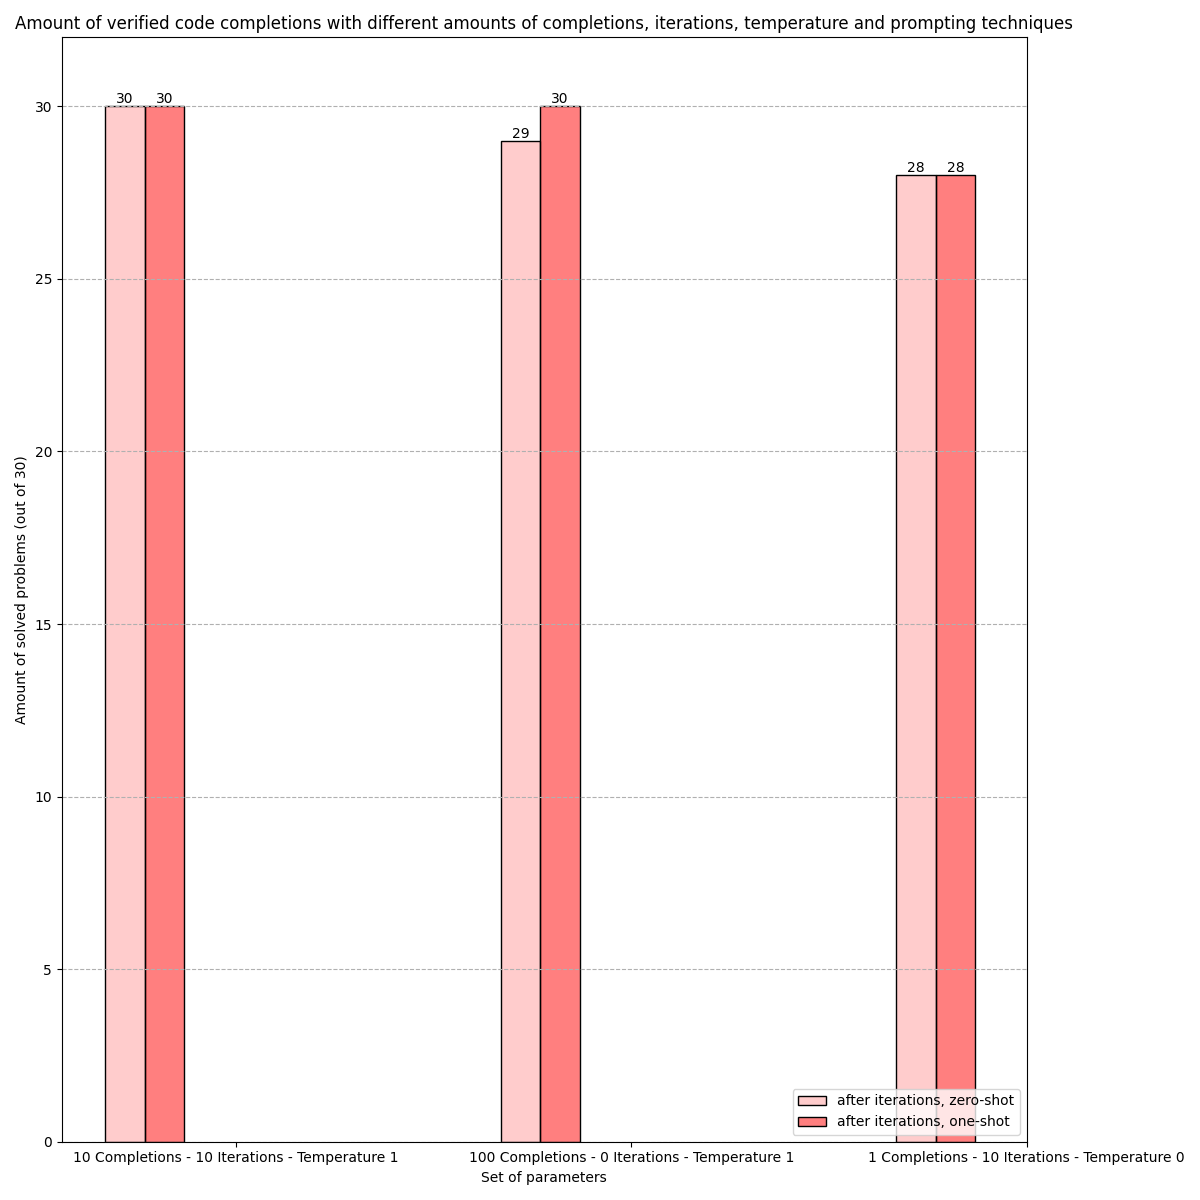 Amount of verified code completions with different amounts of completions, iterations, temperature and prompting techniques
30 30
29 30
28 28
30
25
20
15
10
5
0
Amount of solved problems (out of 30)
after iterations, zero-shot
after iterations, one-shot
10 Completions - 10 Iterations - Temperature 1
100 Completions - 0 Iterations - Temperature 1
1 Completions - 10 Iterations - Temperature 0
Set of parameters